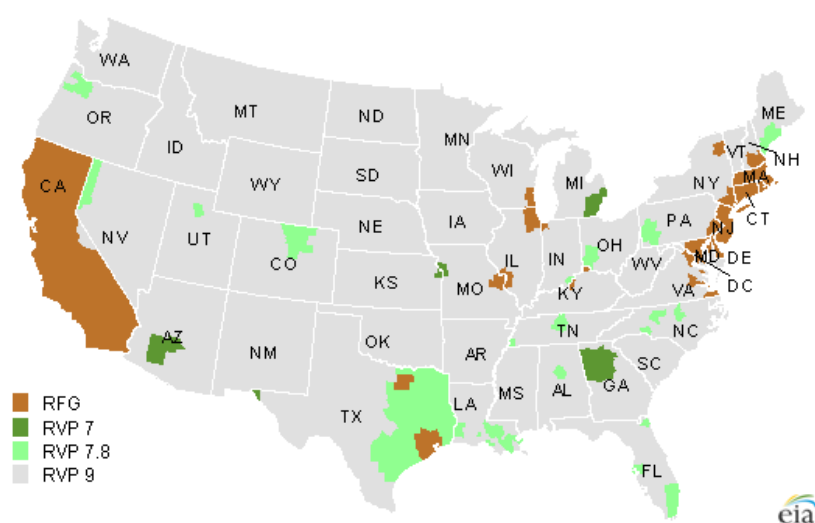 WA
MT
ND
MN
ME
OR
ID
WI
VT
NH
SD
MI
MA
CA
WY
NY
CT
IA
NE
PA
NJ
NV
UT
IL
IN
OH
MD
DE
CO
WV
KS
MO
KY
VA
DC
AZ
NM
OK
TN
NC
AR
SC
TX
LA
MS
AL
GA
FL
RFG
RVP 7
RVP 7.8
RVP 9
eia